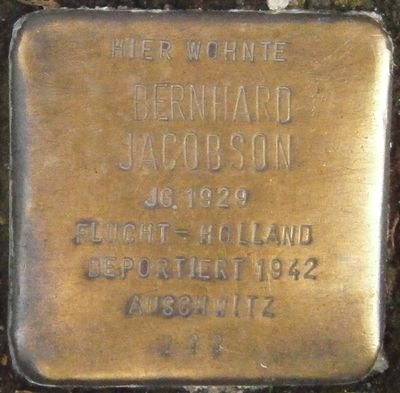 HIER WOHNTE
BERNHARD
JACOBSON
JG. 1929
FLUCHT - HOLLAND
DEPORTIERT 1942
AUSCHWITZ
? ? ?